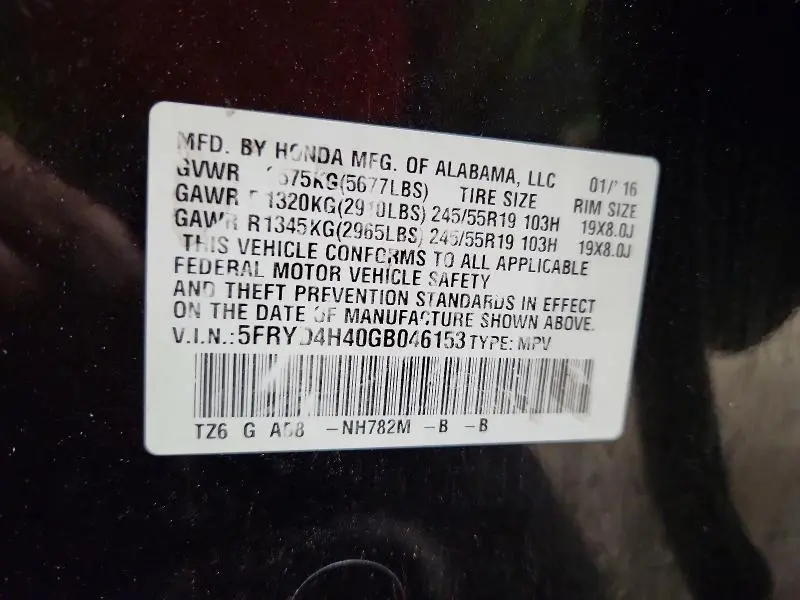 MFD. BY HONDA MFG. OF ALABAMA, LLC 01/16
GVWR 2575KG(5677LBS) TIRE SIZE RIM SIZE
GAWR F 1320KG(2910LBS) 245/55R19 103H 19X8.0J
GAWR R1345KG(2965LBS) 245/55R19 103H 19X8.0J
THIS VEHICLE CONFORMS TO ALL APPLICABLE
FEDERAL MOTOR VEHICLE SAFETY
AND THEFT PREVENTION STANDARDS IN EFFECT
ON THE DATE OF MANUFACTURE SHOWN ABOVE.
V.I.N.:5FRYD4H40GB046153 TYPE: MPV
TZ6 G A58 -NH782M -B -B